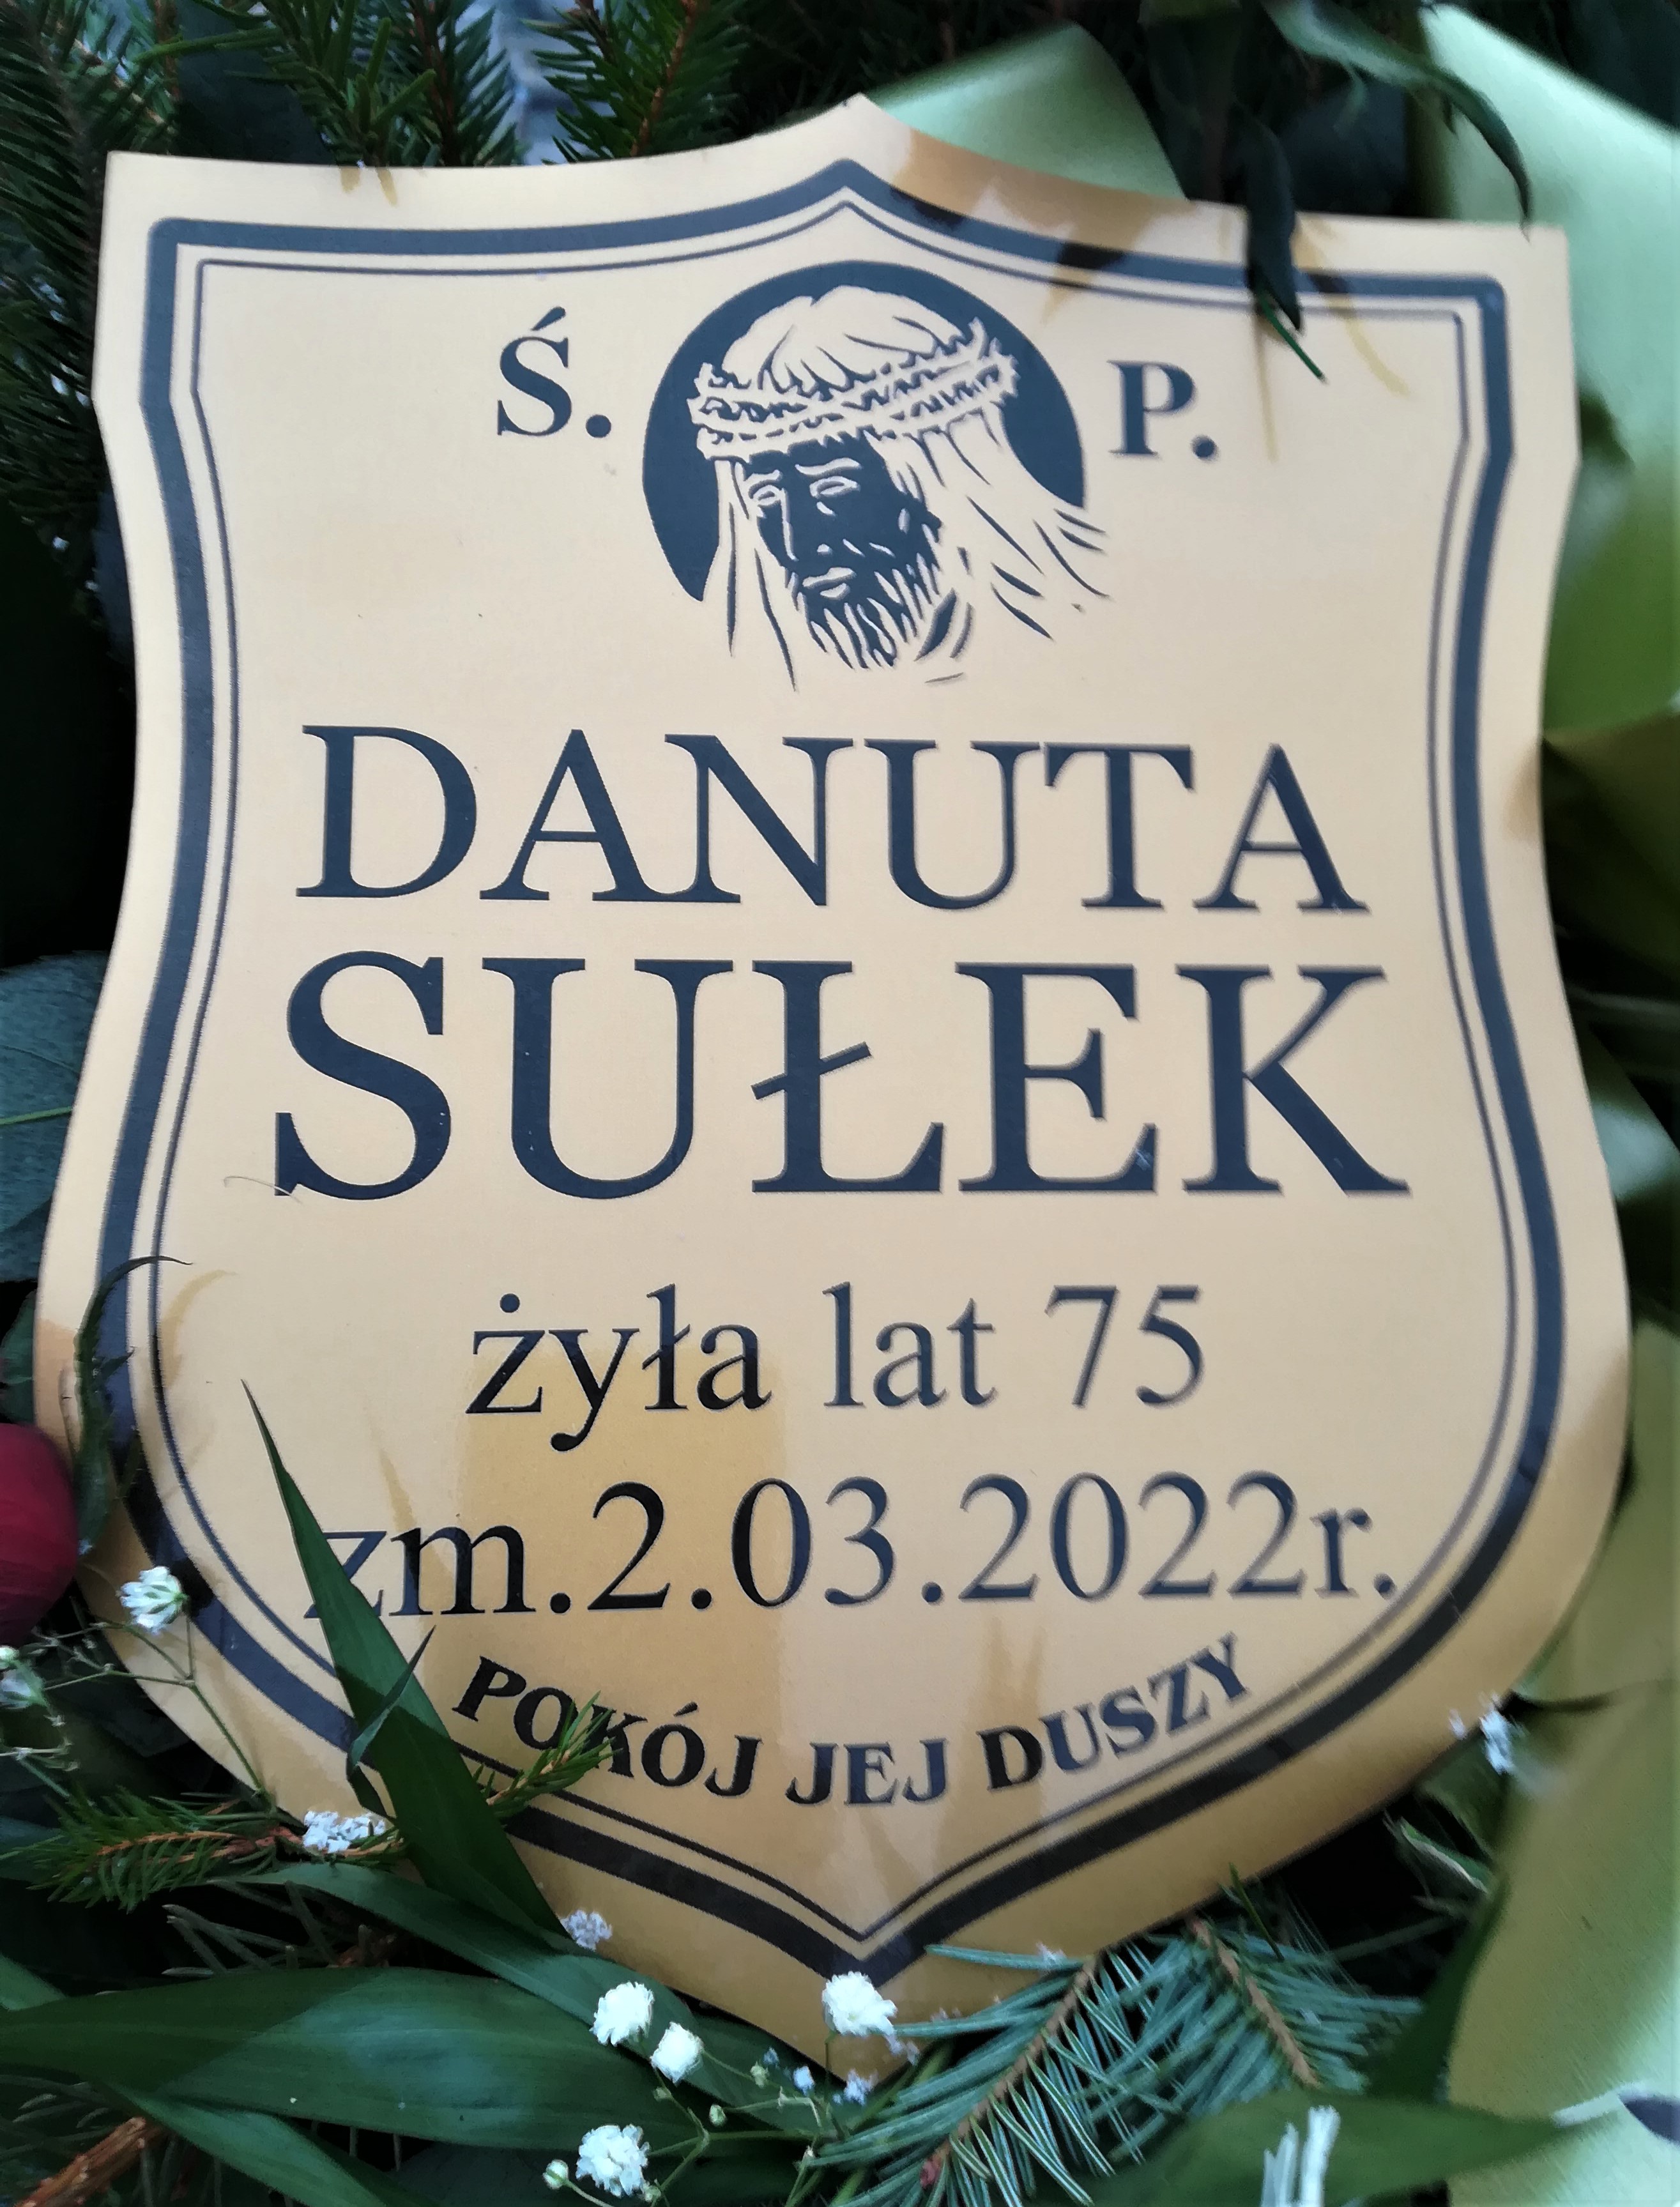 Ś. P.
DANUTA
SUŁEK
żyła lat 75
zm.2.03.2022r.
POKÓJ JEJ DUSZY